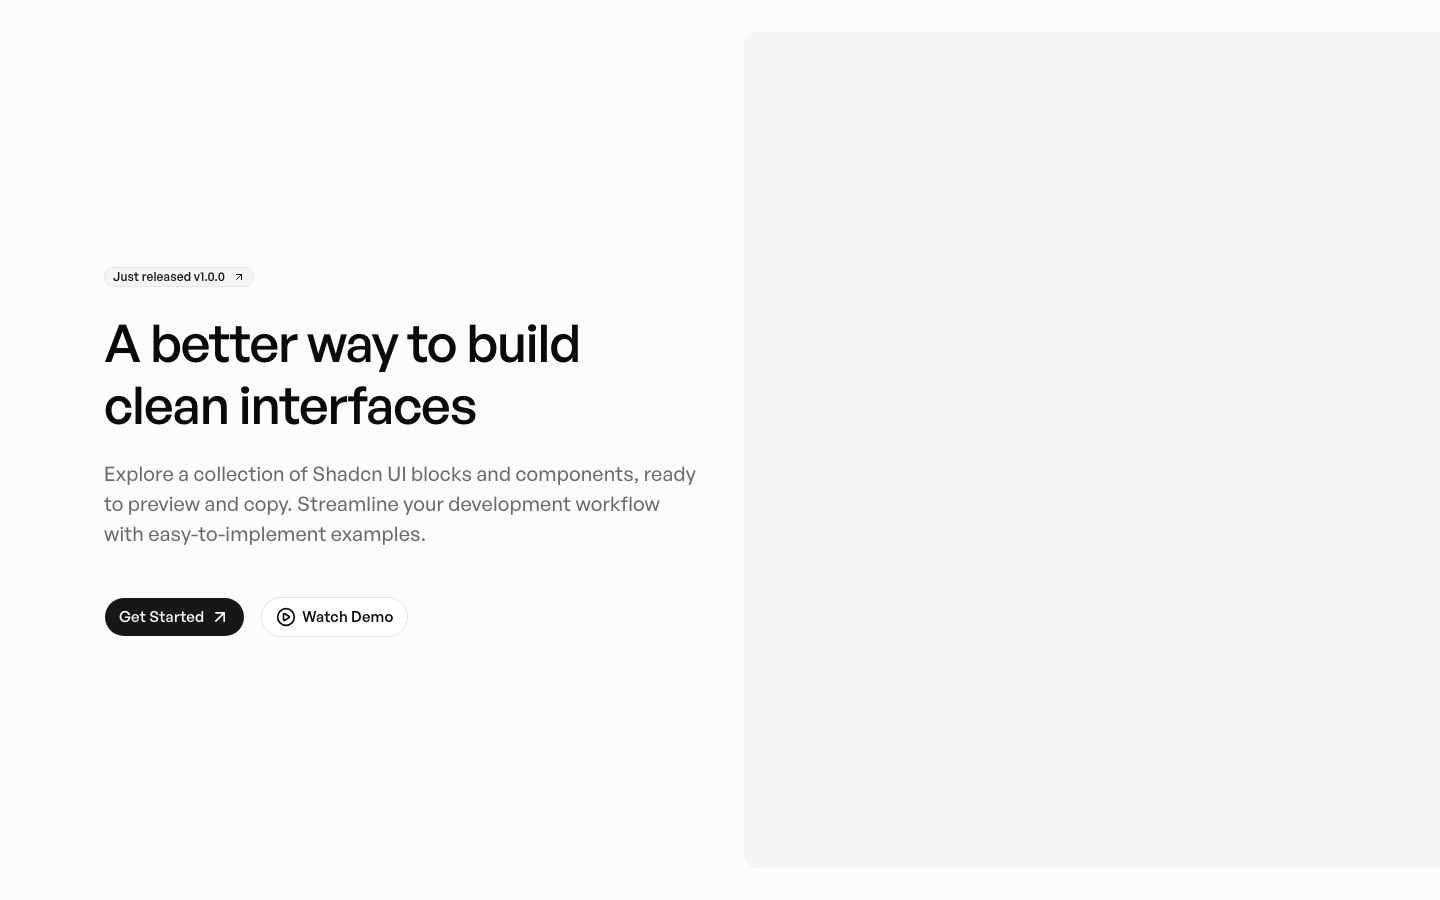 Just released v1.0.0
A better way to build
clean interfaces
Explore a collection of Shadcn UI blocks and components, ready
to preview and copy. Streamline your development workflow
with easy-to-implement examples.
Get Started
Watch Demo